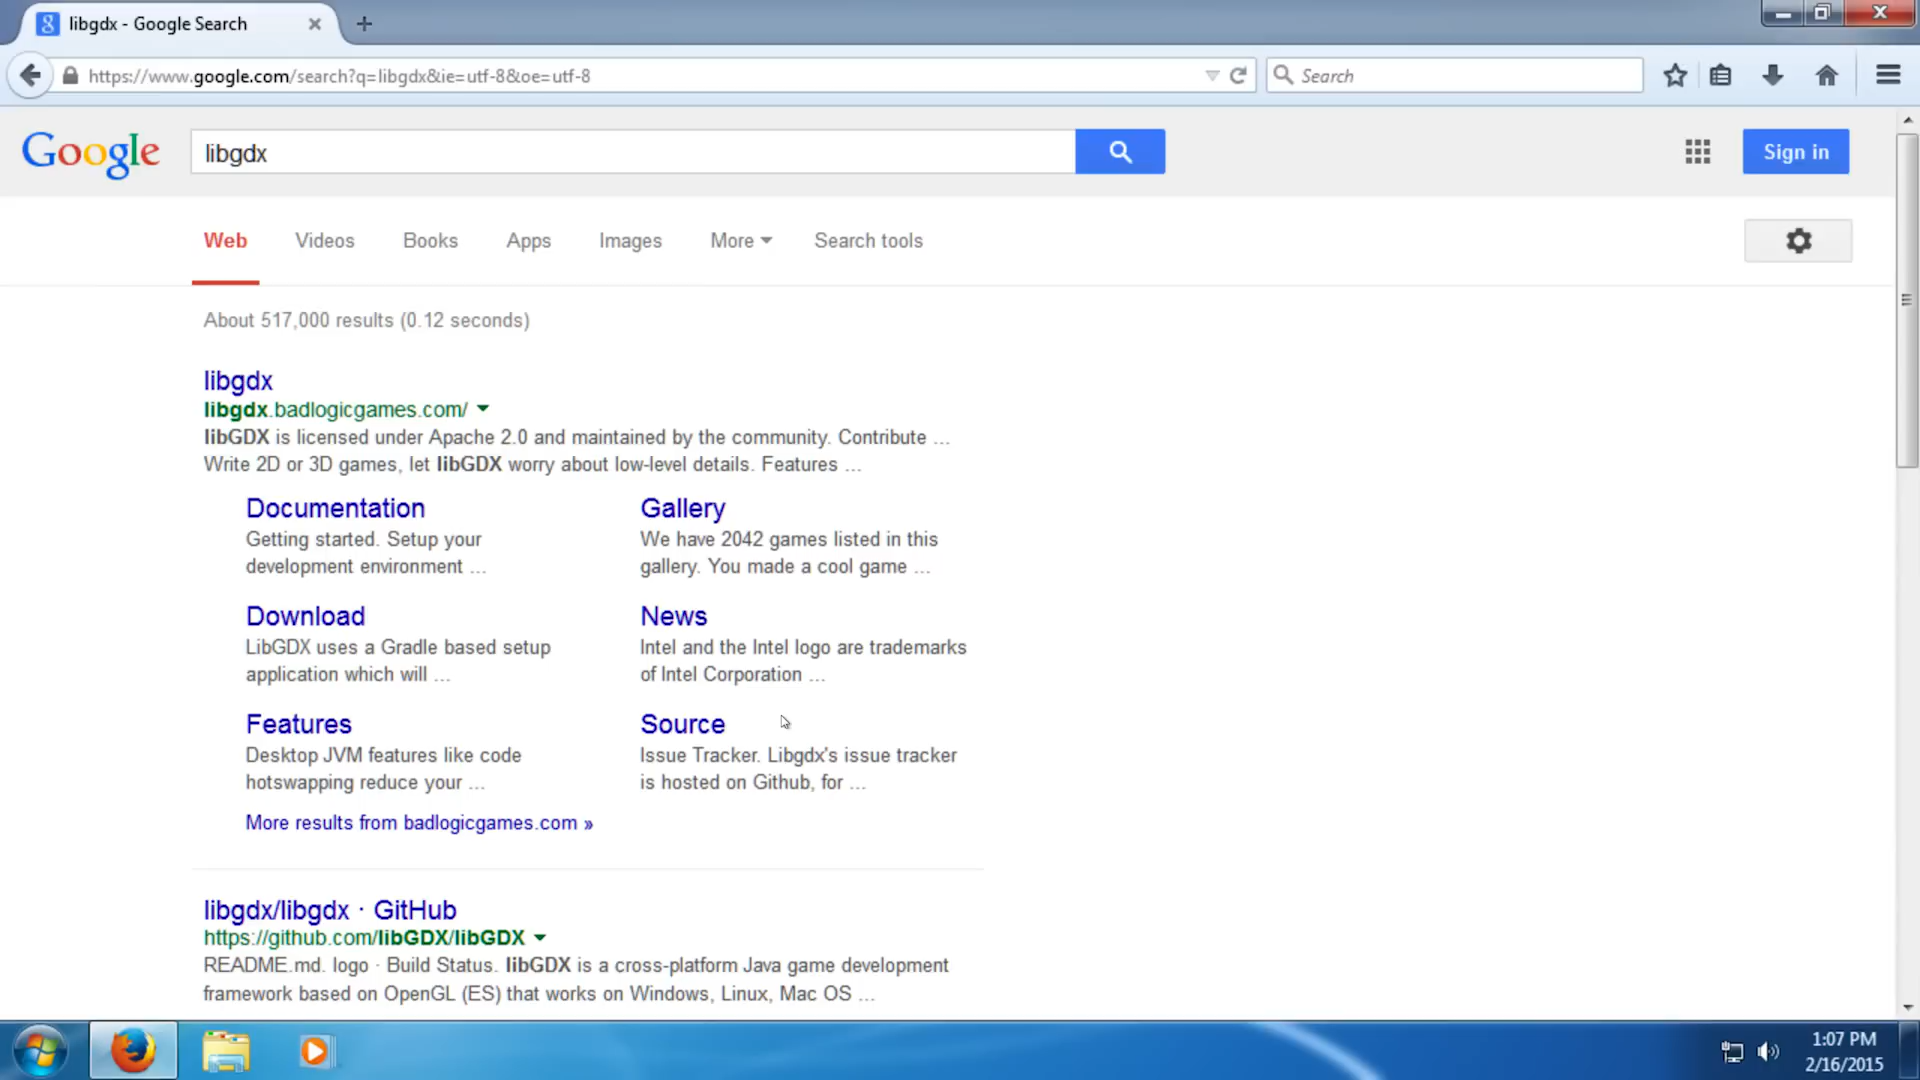 libgdx - Google Search
https://www.google.com/search?q=libgdx&ie=utf-8&oe=utf-8
Search
Google
libgdx
Sign in
Web
Videos
Books
Apps
Images
More
Search tools
About 517,000 results (0.12 seconds)
libgdx
libgdx.badlogicgames.com/
libGDX is licensed under Apache 2.0 and maintained by the community. Contribute ...
Write 2D or 3D games, let libGDX worry about low-level details. Features ...
Documentation
Getting started. Setup your
development environment ...
Gallery
We have 2042 games listed in this
gallery. You made a cool game ...
Download
LibGDX uses a Gradle based setup
application which will ...
News
Intel and the Intel logo are trademarks
of Intel Corporation ...
Features
Desktop JVM features like code
hotswapping reduce your ...
Source
Issue Tracker. Libgdx's issue tracker
is hosted on Github, for ...
More results from badlogicgames.com »
libgdx/libgdx · GitHub
https://github.com/libGDX/libGDX
README.md. logo · Build Status. libGDX is a cross-platform Java game development
framework based on OpenGL (ES) that works on Windows, Linux, Mac OS ...
1:07 PM
2/16/2015